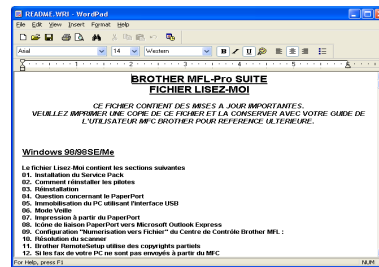 README.WRI - WordPad
File Edit View Insert Format Help
Arial 14 Western B I U
1 2 3 4 5
BROTHER MFL-Pro SUITE
FICHIER LISEZ-MOI
CE FICHIER CONTIENT DES MISES A JOUR IMPORTANTES.
VEUILLEZ IMPRIMER UNE COPIE DE CE FICHIER ET LA CONSERVER AVEC VOTRE GUIDE DE
L'UTILISATEUR MFC BROTHER POUR REFERENCE ULTERIEURE.
Windows 98/98SE/Me
Le fichier Lisez-Moi contient les sections suivantes
01. Installation du Service Pack
02. Comment réinstaller les pilotes
03. Réinstallation
04. Question concernant le PaperPort
05. Immobilisation du PC utilisant l'interface USB
06. Mode Veille
07. Impression à partir du PaperPort
08. Icône de liaison PaperPort vers Microsoft Outlook Express
09. Configuration "Numérisation vers Fichier" du Centre de Contrôle Brother MFL :
10. Résolution du scanner
11. Brother RemoteSetup utilise des copyrights partiels
12. Si les fax de votre PC ne sont pas envoyés à partir du MFC
For Help, press F1
NUM